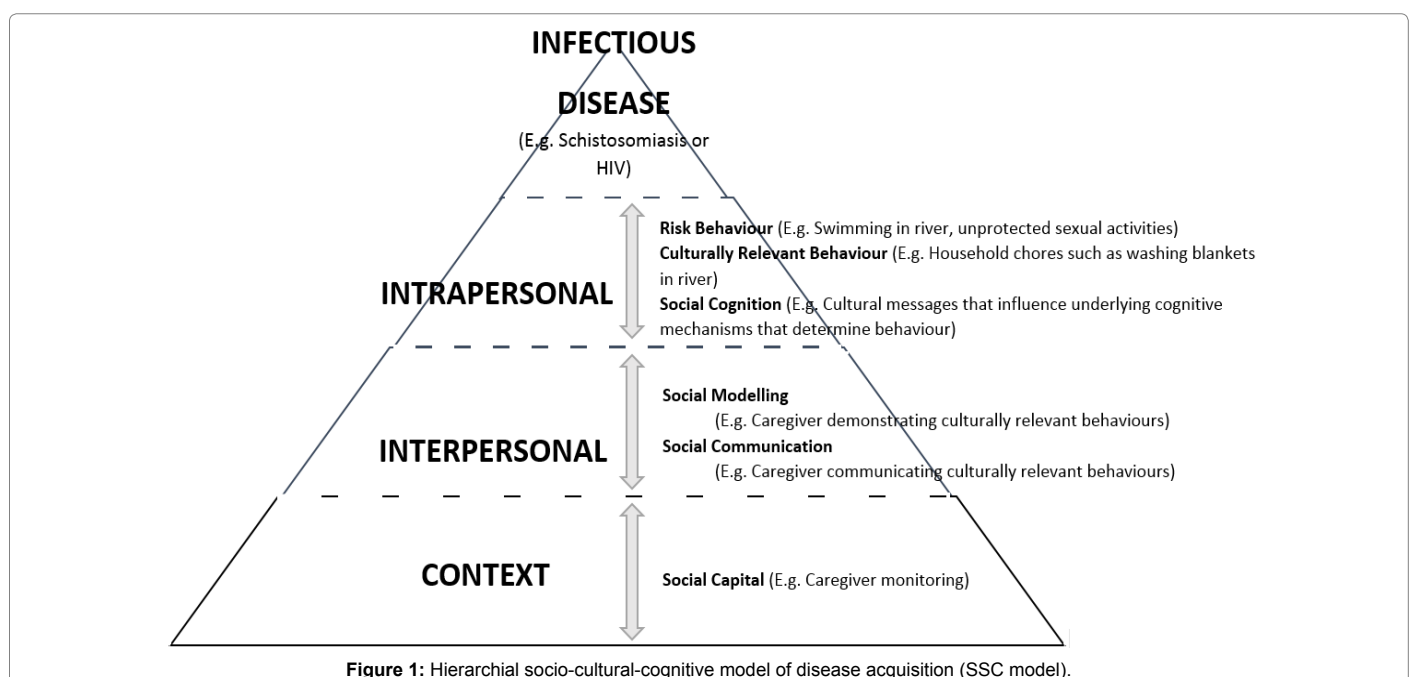 INFECTIOUS
DISEASE
(E.g. Schistosomiasis or
HIV)
Risk Behaviour (E.g. Swimming in river, unprotected sexual activities)
Culturally Relevant Behaviour (E.g. Household chores such as washing blankets
in river)
INTRAPERSONAL
Social Cognition (E.g. Cultural messages that influence underlying cognitive
mechanisms that determine behaviour)
Social Modelling
(E.g. Caregiver demonstrating culturally relevant behaviours)
INTERPERSONAL
Social Communication
(E.g. Caregiver communicating culturally relevant behaviours)
CONTEXT
Social Capital (E.g. Caregiver monitoring)
Figure 1: Hierarchial socio-cultural-cognitive model of disease acquisition (SSC model).